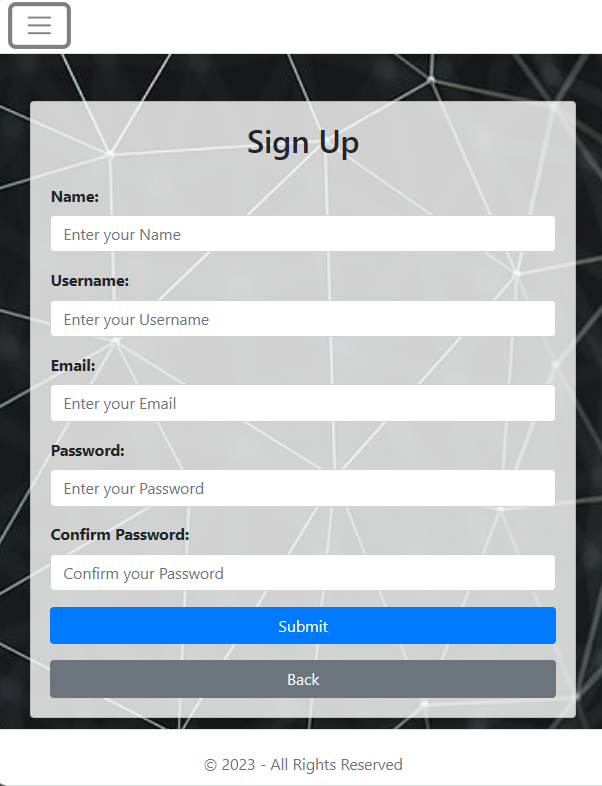 Sign Up
Name:
Enter your Name
Username:
Enter your Username
Email:
Enter your Email
Password:
Enter your Password
Confirm Password:
Confirm your Password
Submit
Back
© 2023 - All Rights Reserved